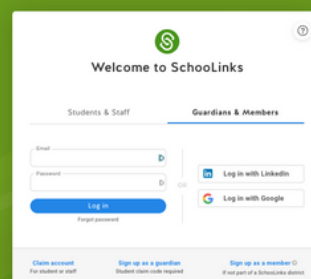 Welcome to SchooLinks
Students & Staff
Guardians & Members
Email
Password
Log in
Forgot password
OR
Log in with LinkedIn
Log in with Google
Claim account
For student or staff
Sign up as a guardian
Student claim code required
Sign up as a member
If not part of a SchooLinks district